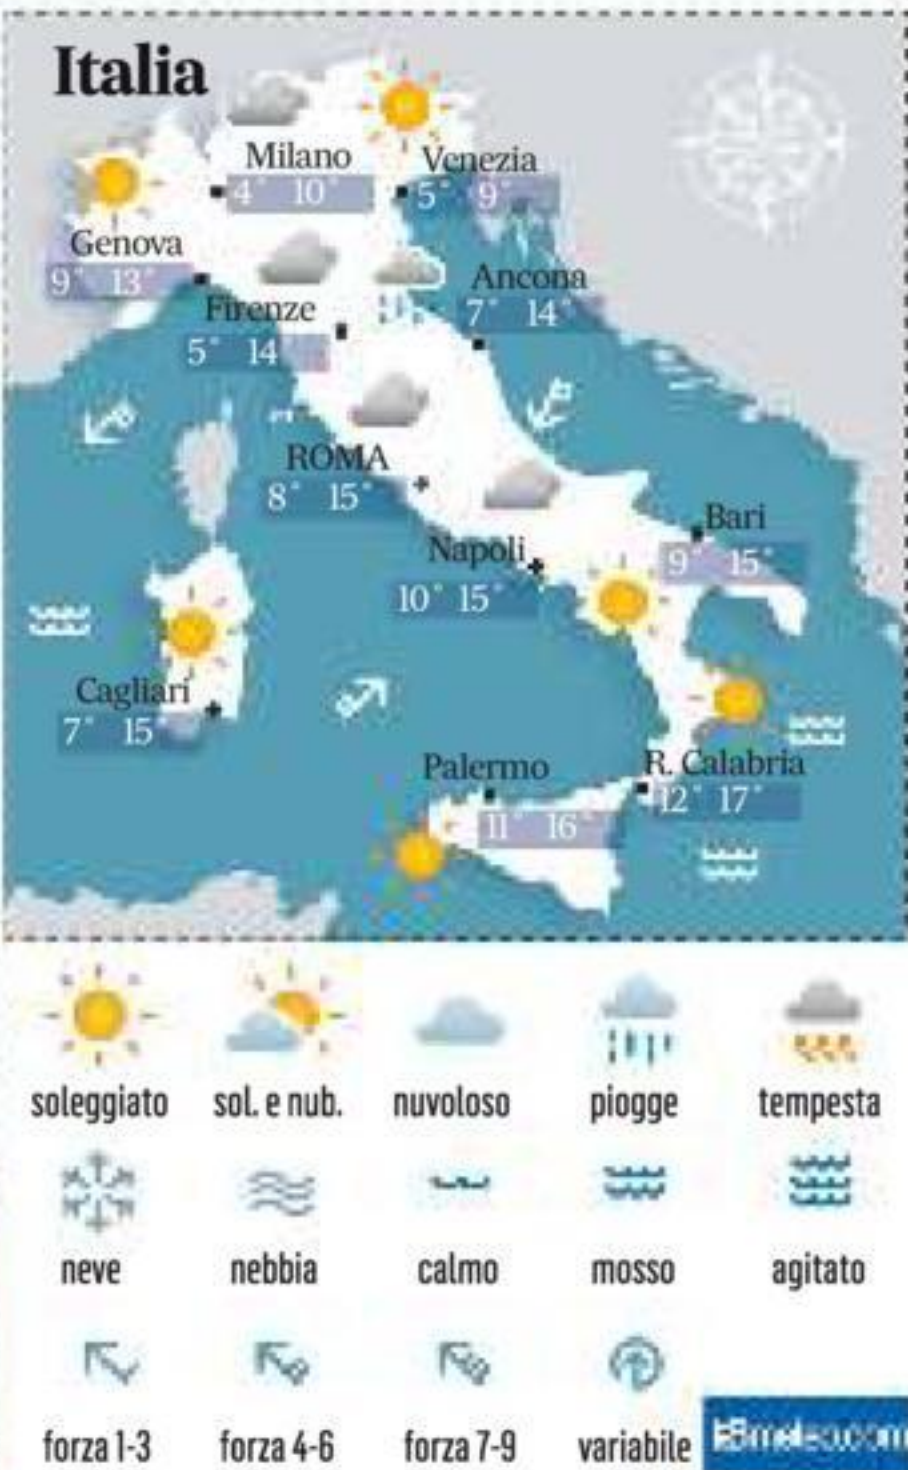 Italia
Milano
4° 10°
Venezia
5° 9°
Genova
9° 13°
Ancona
7° 14°
Firenze
5° 14
ROMA
8° 15°
Bari
9° 15°
Napoli
10° 15°
Cagliari
7° 15°
Palermo
11° 16°
R. Calabria
12° 17°
soleggiato sol. e nub. nuvoloso piogge tempesta
neve nebbia calmo mosso agitato
forza 1-3 forza 4-6 forza 7-9 variabile